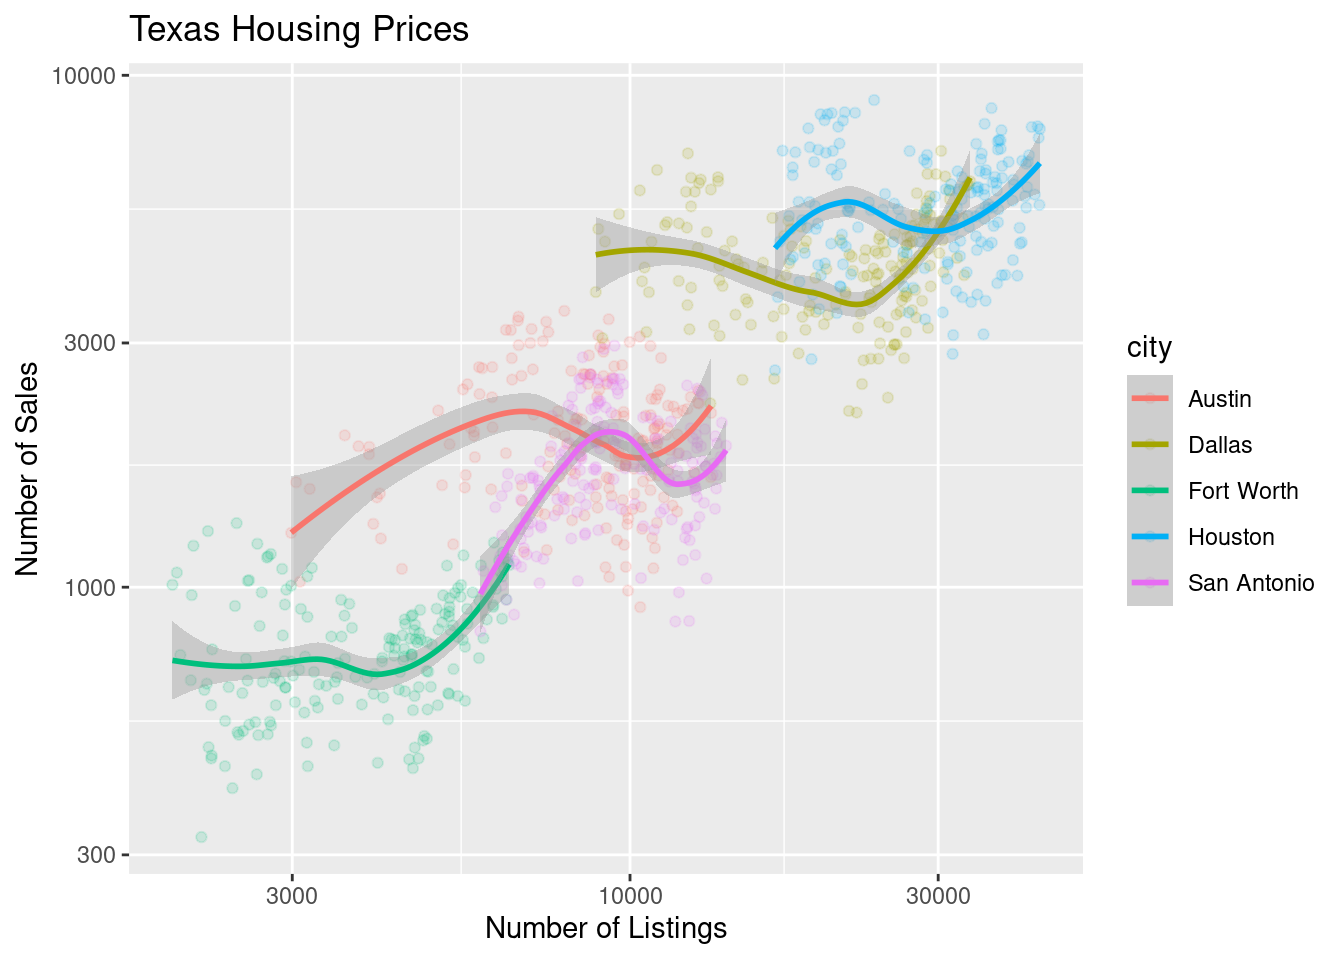 Texas Housing Prices
Number of Sales
10000
3000
1000
300
3000
10000
30000
Number of Listings
city
Austin
Dallas
Fort Worth
Houston
San Antonio